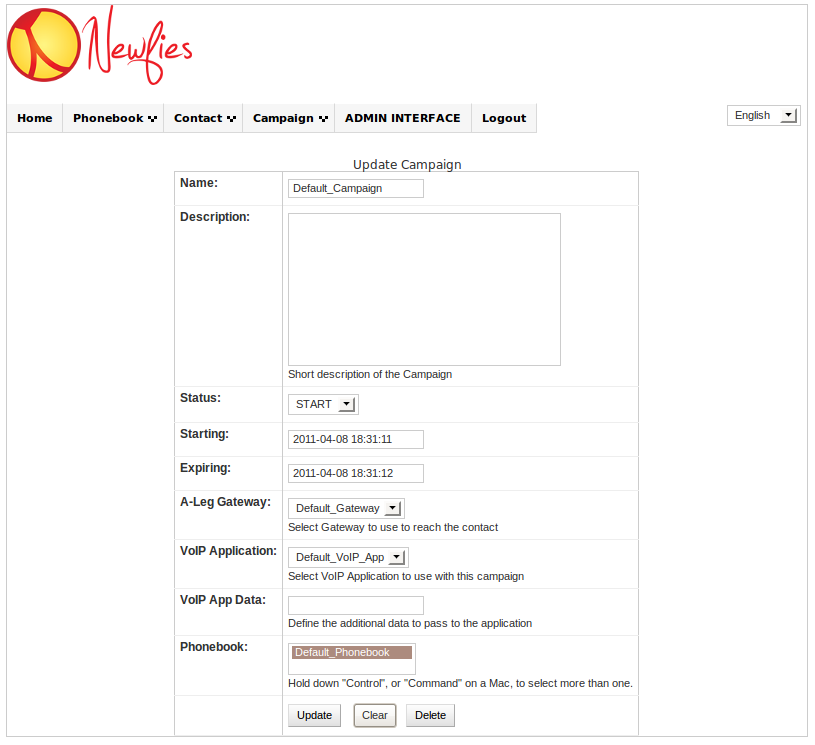 Newfies
Home Phonebook Contact Campaign ADMIN INTERFACE Logout English
Update Campaign
Name: Default_Campaign
Description:
Short description of the Campaign
Status: START
Starting: 2011-04-08 18:31:11
Expiring: 2011-04-08 18:31:12
A-Leg Gateway: Default_Gateway
Select Gateway to use to reach the contact
VoIP Application: Default_VoIP_App
Select VoIP Application to use with this campaign
VoIP App Data:
Define the additional data to pass to the application
Phonebook: Default_Phonebook
Hold down "Control", or "Command" on a Mac, to select more than one.
Update Clear Delete